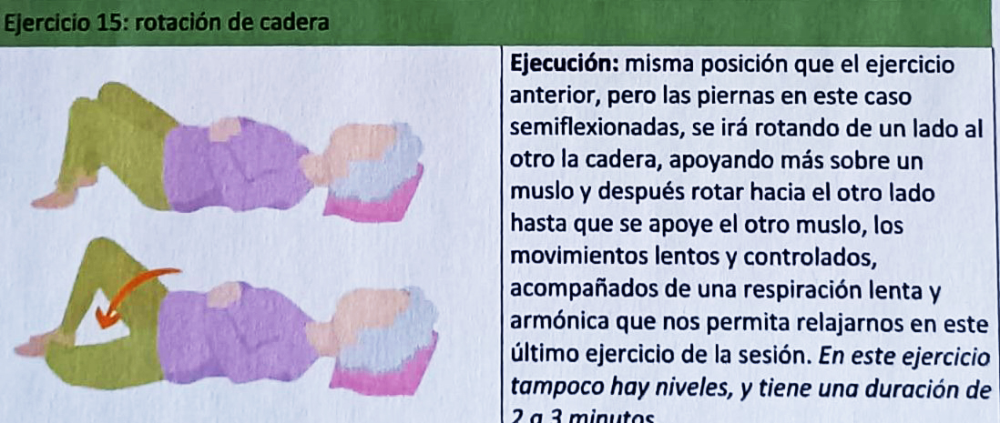 Ejercicio 15: rotación de cadera
Ejecución: misma posición que el ejercicio
anterior, pero las piernas en este caso
semiflexionadas, se irá rotando de un lado al
otro la cadera, apoyando más sobre un
muslo y después rotar hacia el otro lado
hasta que se apoye el otro muslo, los
movimientos lentos y controlados,
acompañados de una respiración lenta y
armónica que nos permita relajarnos en este
último ejercicio de la sesión. En este ejercicio
tampoco hay niveles, y tiene una duración de
2 a 3 minutos